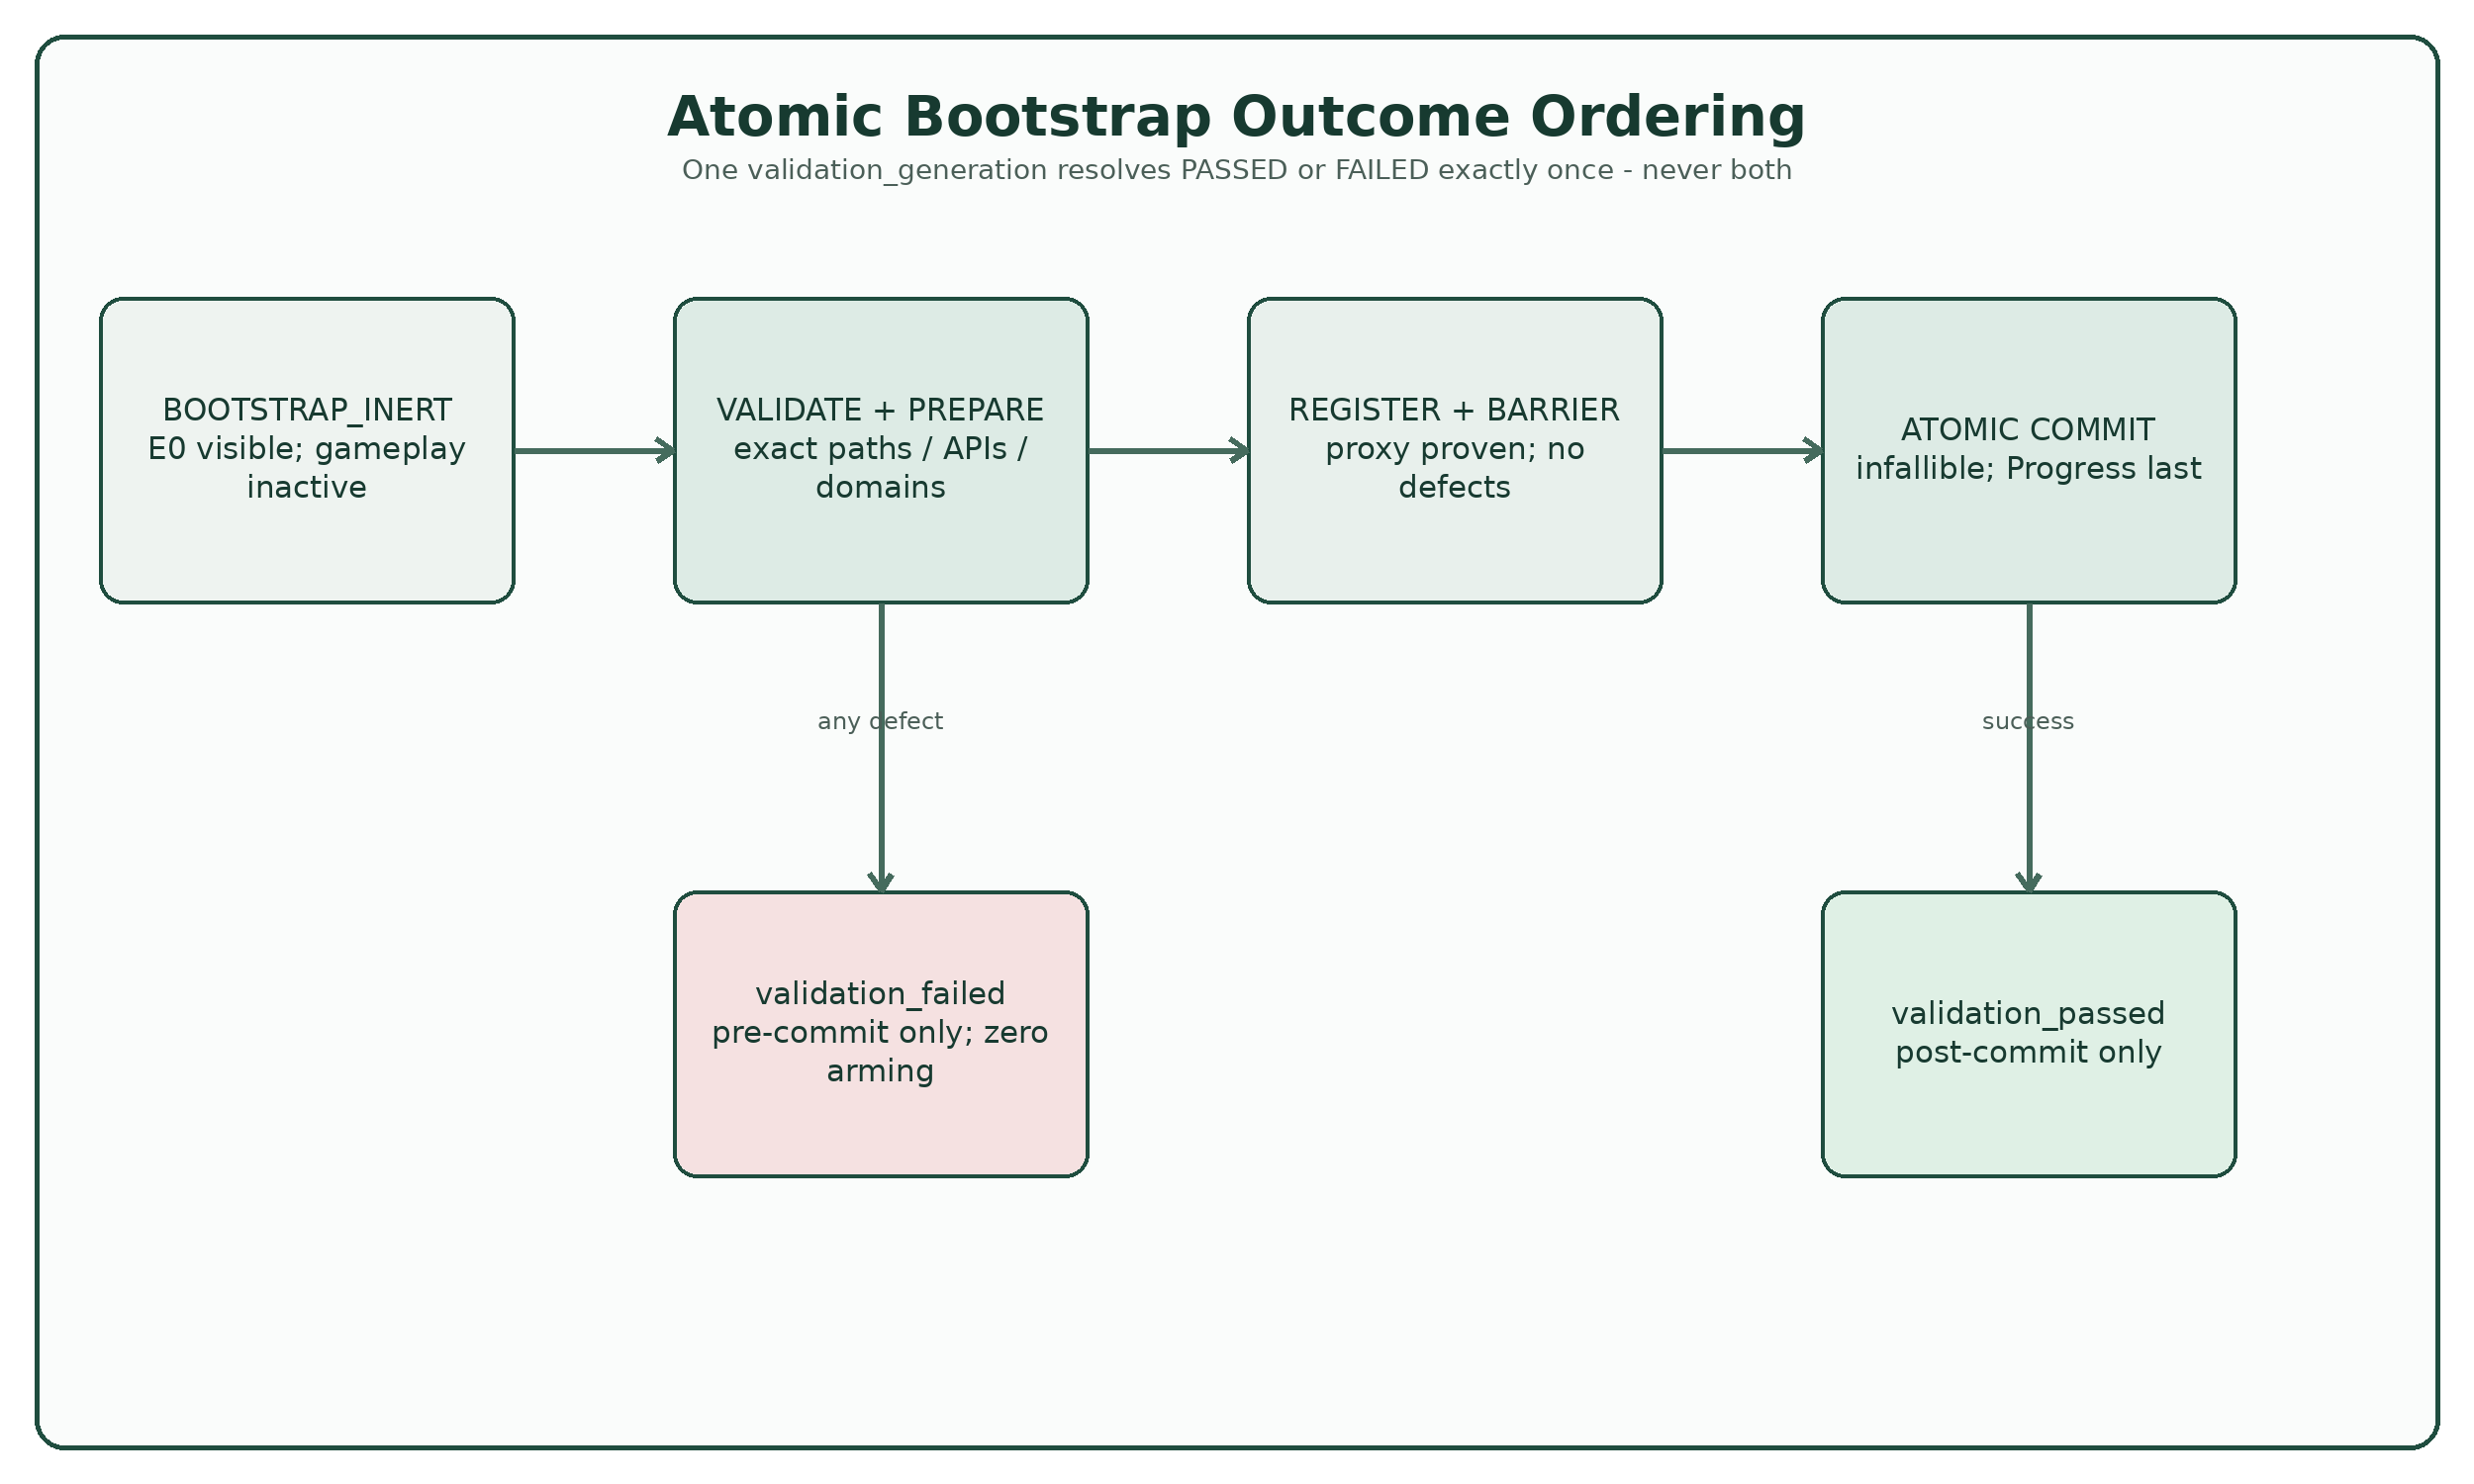 Atomic Bootstrap Outcome Ordering
One validation_generation resolves PASSED or FAILED exactly once - never both
BOOTSTRAP_INERT
E0 visible; gameplay
inactive
VALIDATE + PREPARE
exact paths / APIs /
domains
REGISTER + BARRIER
proxy proven; no
defects
ATOMIC COMMIT
infallible; Progress last
any defect
success
validation_failed
pre-commit only; zero
arming
validation_passed
post-commit only